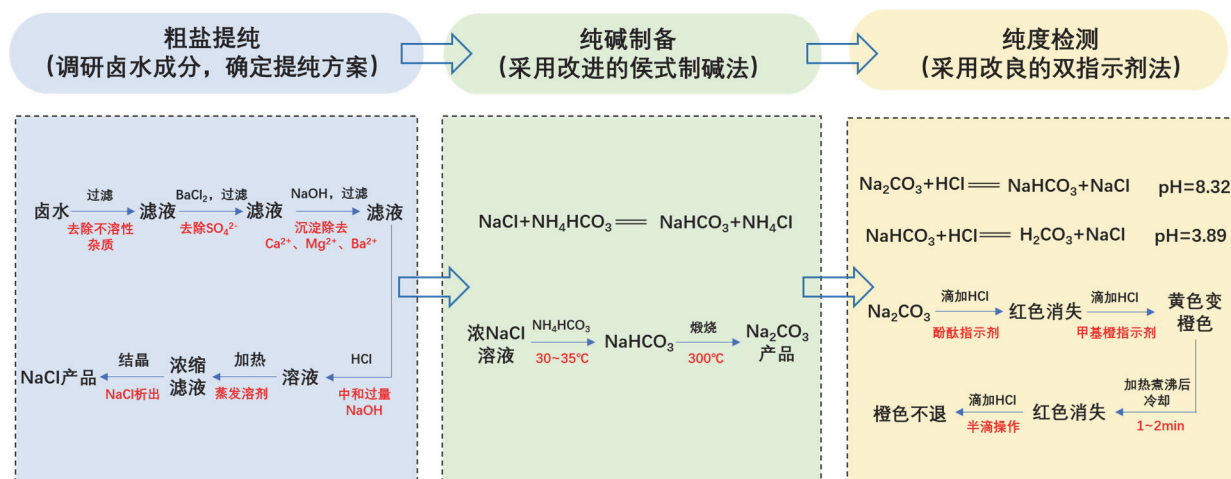 粗盐提纯
（调研卤水成分，确定提纯方案）
纯碱制备
（采用改进的侯式制碱法）
纯度检测
（采用改良的双指示剂法）
卤水
过滤
去除不溶性
杂质
滤液
BaCl₂，过滤
去除SO₄²⁻
滤液
NaOH，过滤
沉淀除去
Ca²⁺、Mg²⁺、Ba²⁺
滤液
HCl
中和过量
NaOH
溶液
加热
蒸发溶剂
浓缩
滤液
结晶
NaCl析出
NaCl产品
NaCl+NH₄HCO₃══NaHCO₃+NH₄Cl
浓NaCl
溶液
NH₄HCO₃
30~35℃
NaHCO₃
煅烧
300℃
Na₂CO₃
产品
Na₂CO₃+HCl══NaHCO₃+NaCl pH=8.32
NaHCO₃+HCl══H₂CO₃+NaCl pH=3.89
Na₂CO₃
滴加HCl
酚酞指示剂
红色消失
滴加HCl
甲基橙指示剂
黄色变
橙色
加热煮沸后
冷却
1~2min
红色消失
滴加HCl
半滴操作
橙色不退